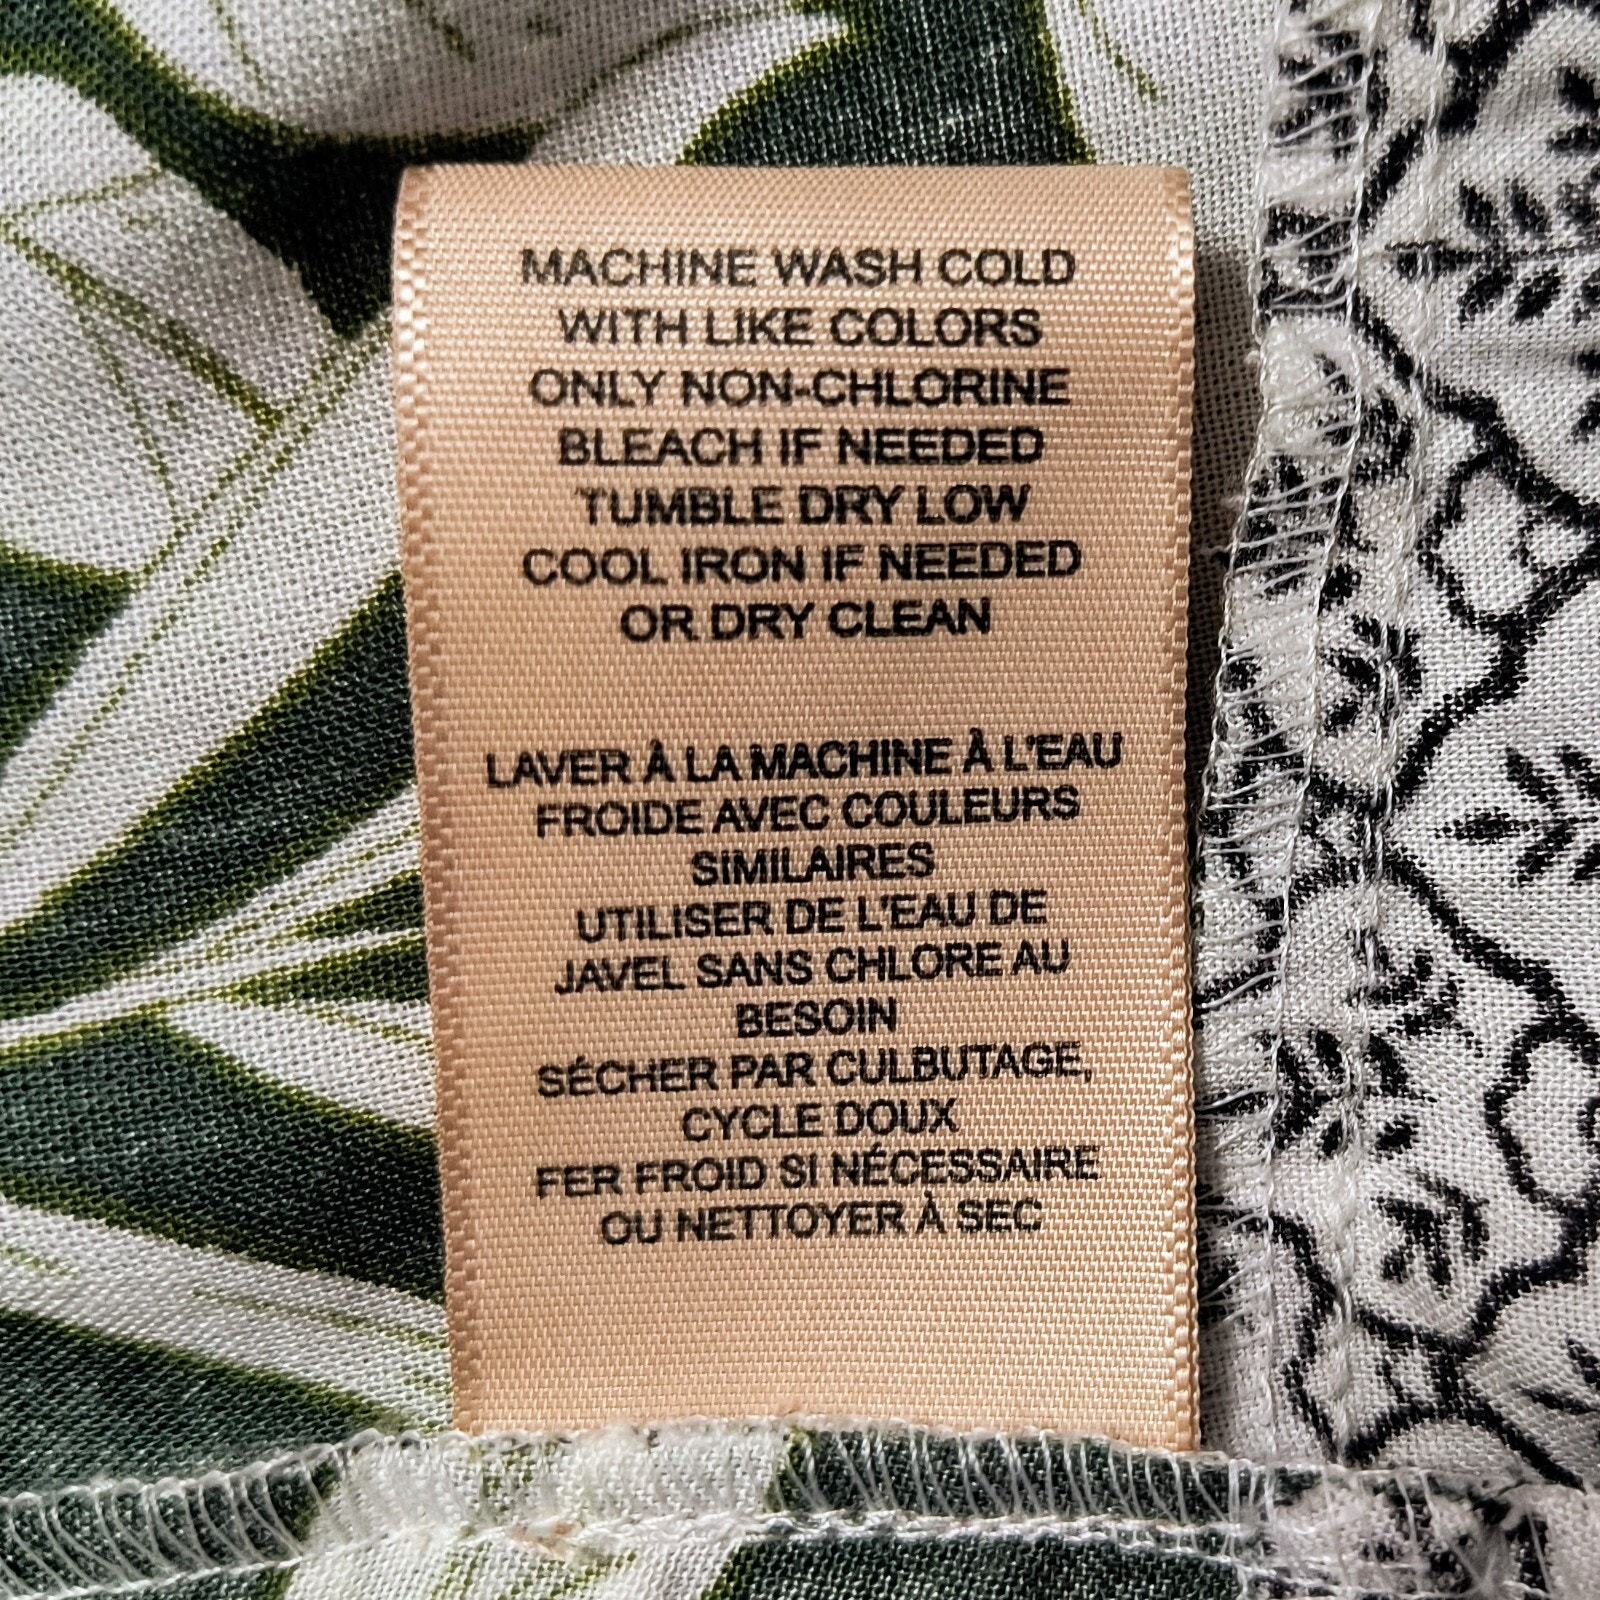 MACHINE WASH COLD
WITH LIKE COLORS
ONLY NON-CHLORINE
BLEACH IF NEEDED
TUMBLE DRY LOW
COOL IRON IF NEEDED
OR DRY CLEAN
LAVER À LA MACHINE À L'EAU
FROIDE AVEC COULEURS
SIMILAIRES
UTILISER DE L'EAU DE
JAVEL SANS CHLORE AU
BESOIN
SÉCHER PAR CULBUTAGE,
CYCLE DOUX
FER FROID SI NÉCESSAIRE
OU NETTOYER À SEC